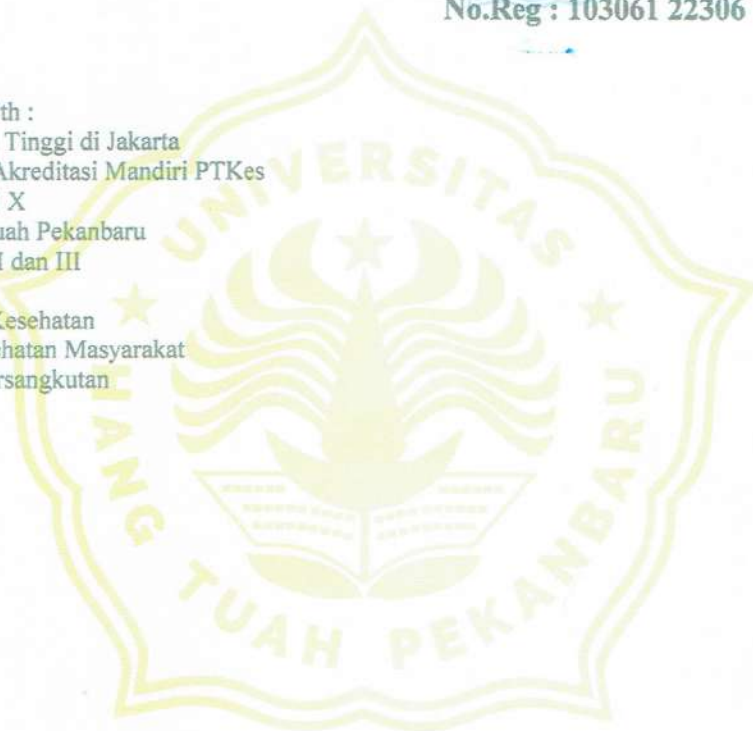 No.Reg : 103061 22306
th :
Tinggi di Jakarta
Akreditasi Mandiri PTKes
X
uah Pekanbaru
I dan III
Kesehatan
hatan Masyarakat
rsangkutan
UNIVERSITAS
HANG TUAH PEKANBARU